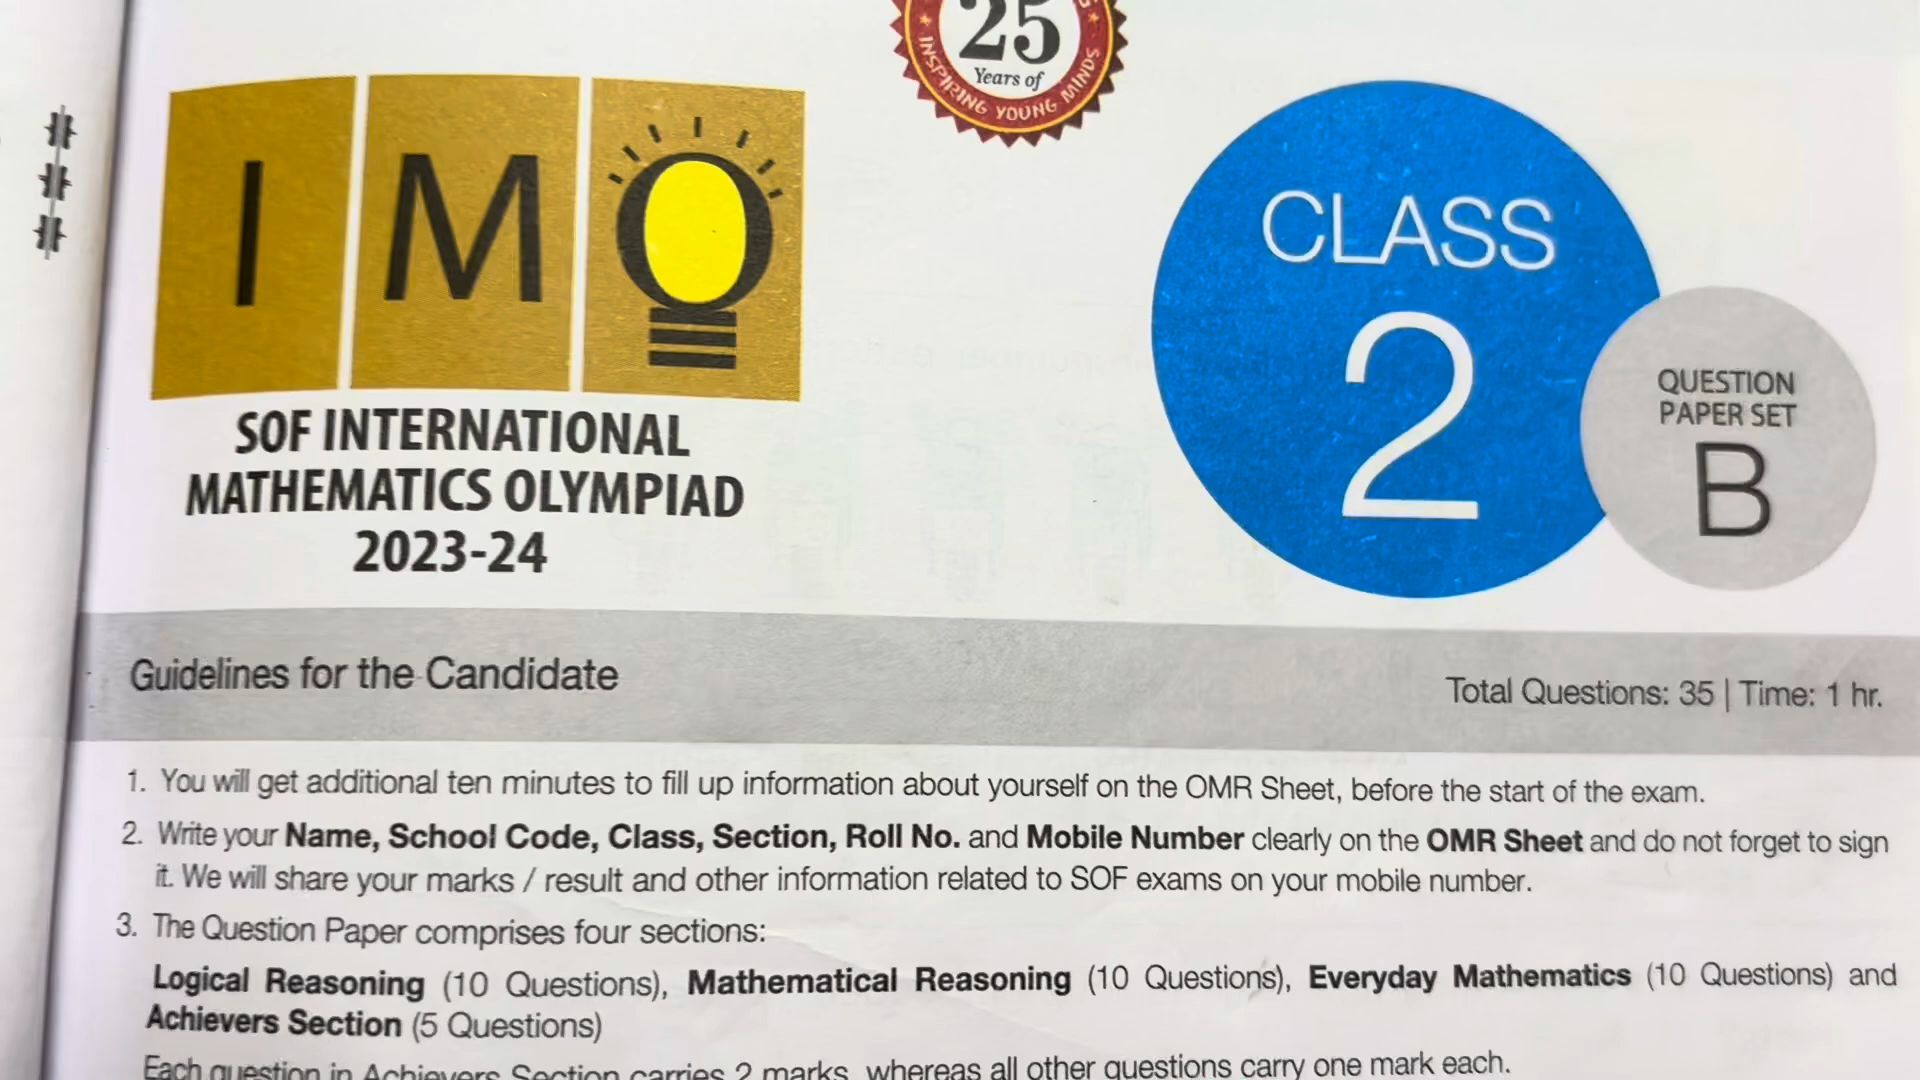 25
Years of
INSPIRING YOUNG MINDS
IMO
SOF INTERNATIONAL
MATHEMATICS OLYMPIAD
2023-24
CLASS
2
QUESTION
PAPER SET
B
Guidelines for the Candidate
Total Questions: 35 | Time: 1 hr.
1. You will get additional ten minutes to fill up information about yourself on the OMR Sheet, before the start of the exam.
2. Write your Name, School Code, Class, Section, Roll No. and Mobile Number clearly on the OMR Sheet and do not forget to sign
it. We will share your marks / result and other information related to SOF exams on your mobile number.
3. The Question Paper comprises four sections:
Logical Reasoning (10 Questions), Mathematical Reasoning (10 Questions), Everyday Mathematics (10 Questions) and
Achievers Section (5 Questions)
Each question in Achievers Section carries 2 marks, whereas all other questions carry one mark each.